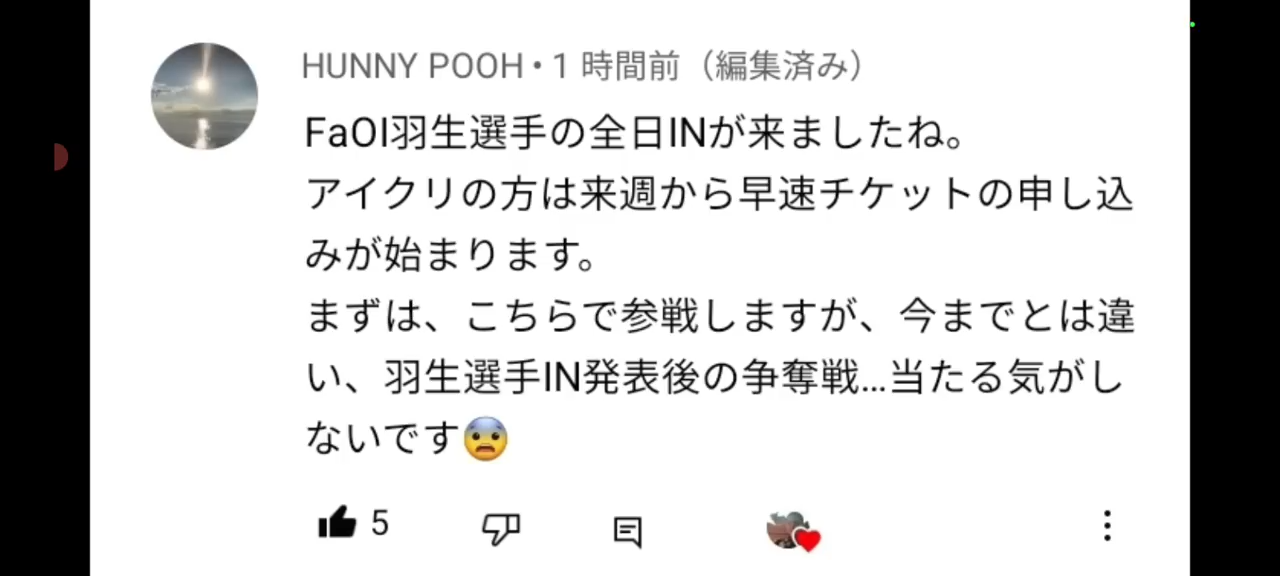 HUNNY POOH • 1 時間前（編集済み）
FaOI羽生選手の全日INが来ましたね。
アイクリの方は来週から早速チケットの申し込
みが始まります。
まずは、こちらで参戦しますが、今までとは違
い、羽生選手IN発表後の争奪戦...当たる気がし
ないです😨
5